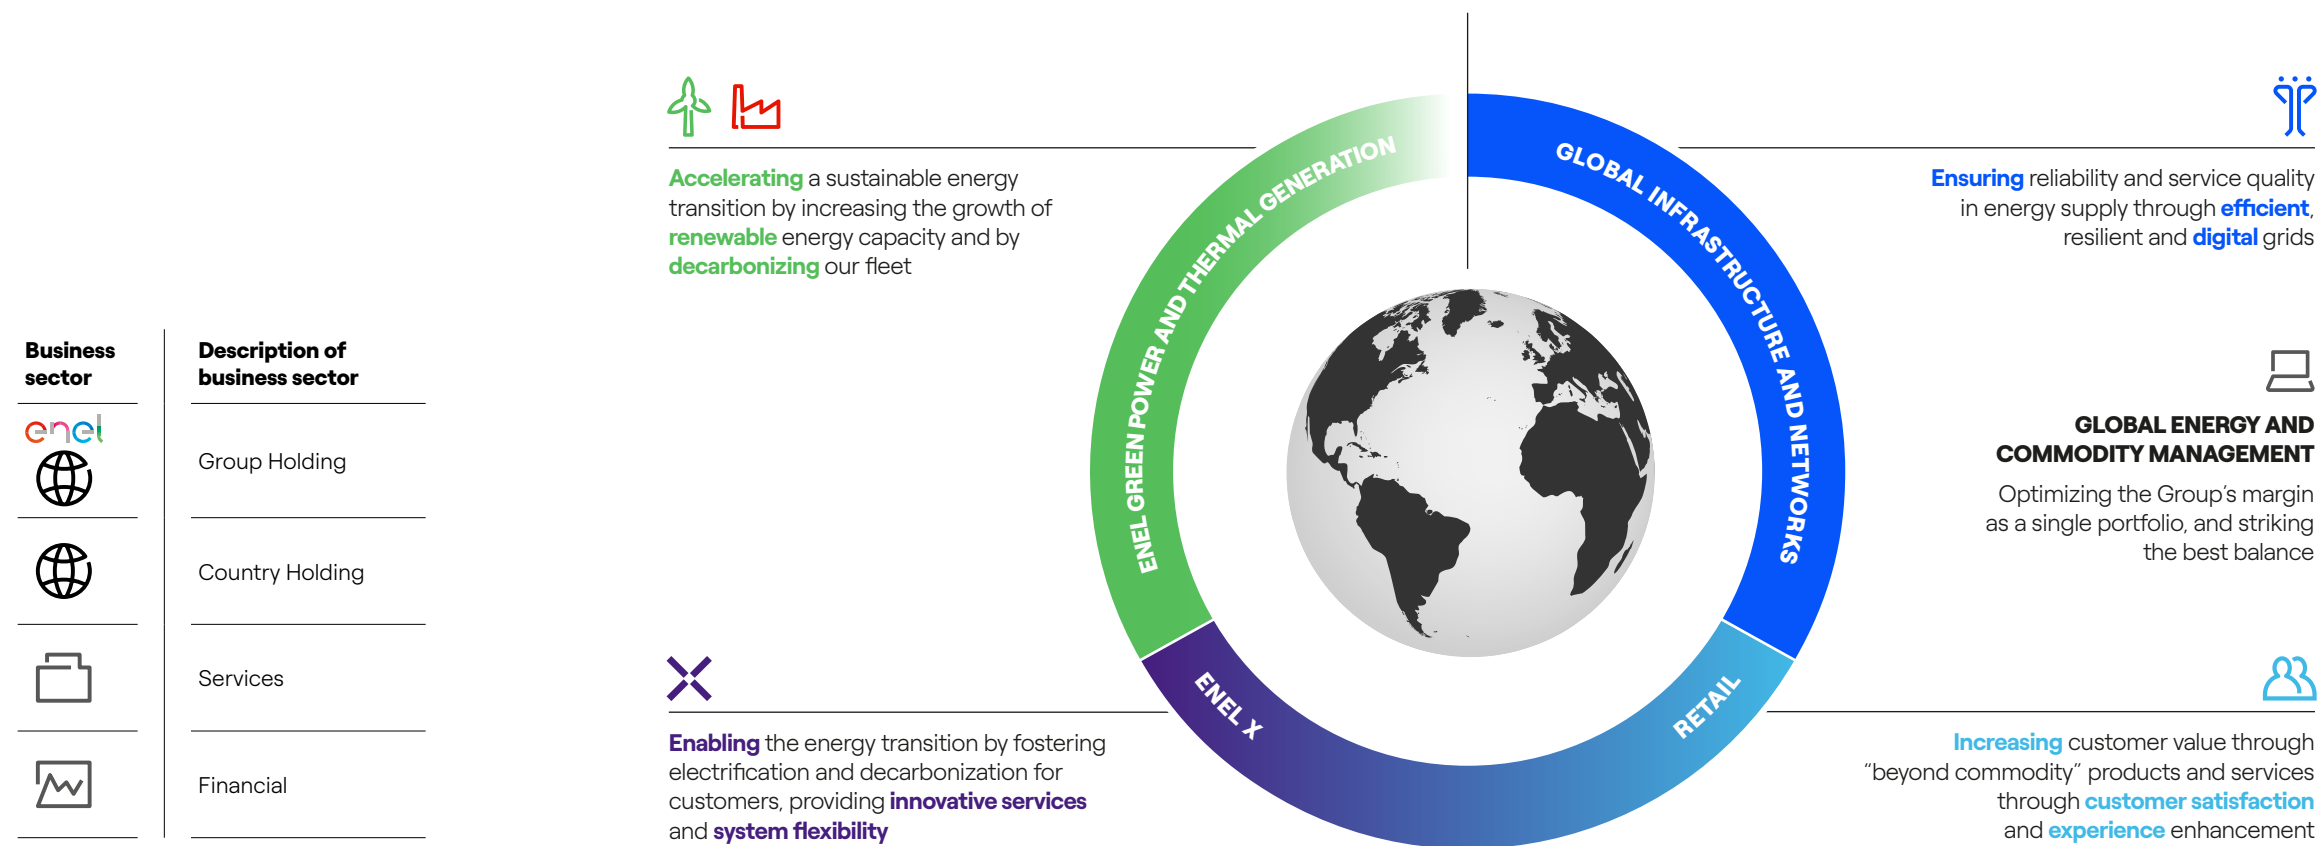 Business
sector
Description of
business sector
enel
Group Holding
Country Holding
Services
Financial
Accelerating a sustainable energy
transition by increasing the growth of
renewable energy capacity and by
decarbonizing our fleet
ENEL GREEN POWER AND THERMAL GENERATION
GLOBAL INFRASTRUCTURE AND NETWORKS
Ensuring reliability and service quality
in energy supply through efficient,
resilient and digital grids
GLOBAL ENERGY AND
COMMODITY MANAGEMENT
Optimizing the Group’s margin
as a single portfolio, and striking
the best balance
ENEL X
RETAIL
Enabling the energy transition by fostering
electrification and decarbonization for
customers, providing innovative services
and system flexibility
Increasing customer value through
“beyond commodity” products and services
through customer satisfaction
and experience enhancement